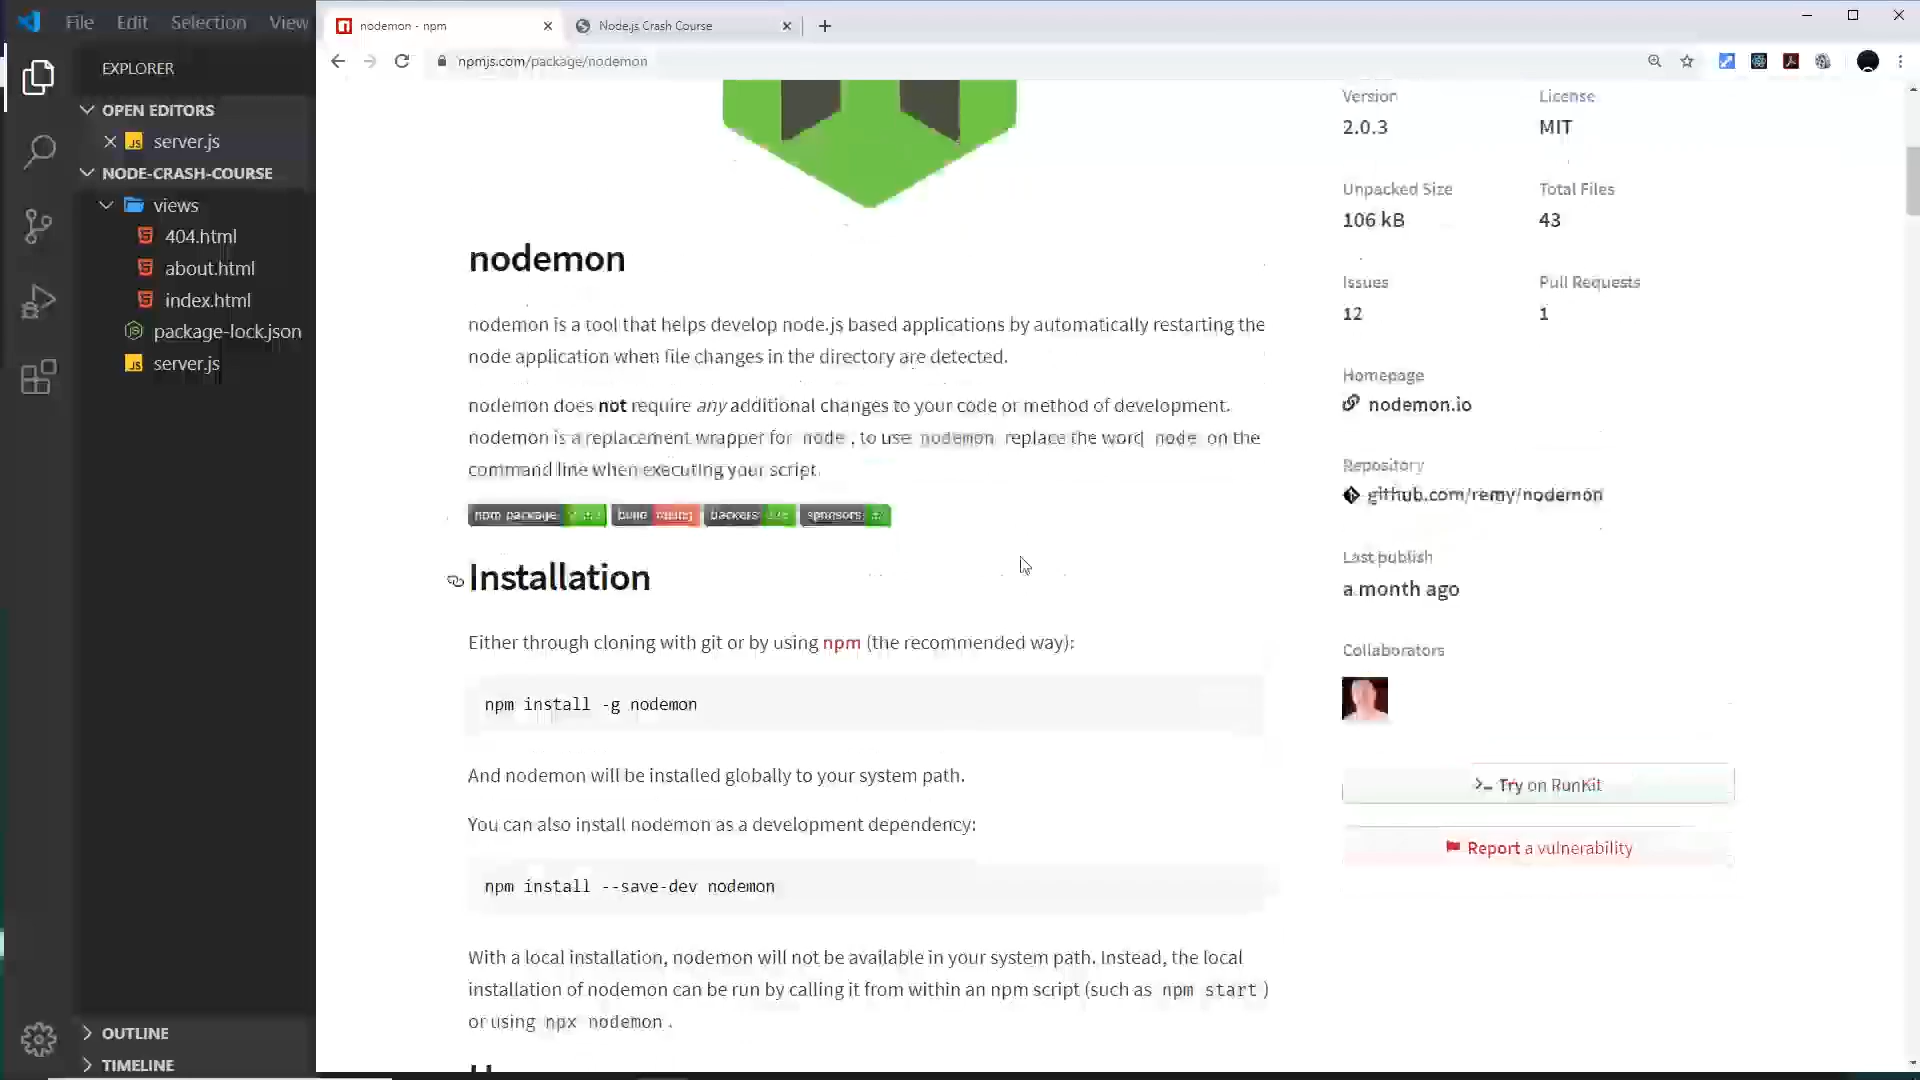 File Edit Selection View
nodemon - npm
Node.js Crash Course
npmjs.com/package/nodemon
EXPLORER
OPEN EDITORS
JS server.js
NODE-CRASH-COURSE
views
404.html
about.html
index.html
package-lock.json
JS server.js
OUTLINE
TIMELINE
nodemon
nodemon is a tool that helps develop node.js based applications by automatically restarting the
node application when file changes in the directory are detected.
nodemon does not require any additional changes to your code or method of development.
nodemon is a replacement wrapper for node , to use nodemon replace the word node on the
command line when executing your script.
npm package build failing backers sponsors
Installation
Either through cloning with git or by using npm (the recommended way):
npm install -g nodemon
And nodemon will be installed globally to your system path.
You can also install nodemon as a development dependency:
npm install --save-dev nodemon
With a local installation, nodemon will not be available in your system path. Instead, the local
installation of nodemon can be run by calling it from within an npm script (such as npm start )
or using npx nodemon .
Version License
2.0.3 MIT
Unpacked Size Total Files
106 kB 43
Issues Pull Requests
12 1
Homepage
nodemon.io
Repository
github.com/remy/nodemon
Last publish
a month ago
Collaborators
Try on RunKit
Report a vulnerability